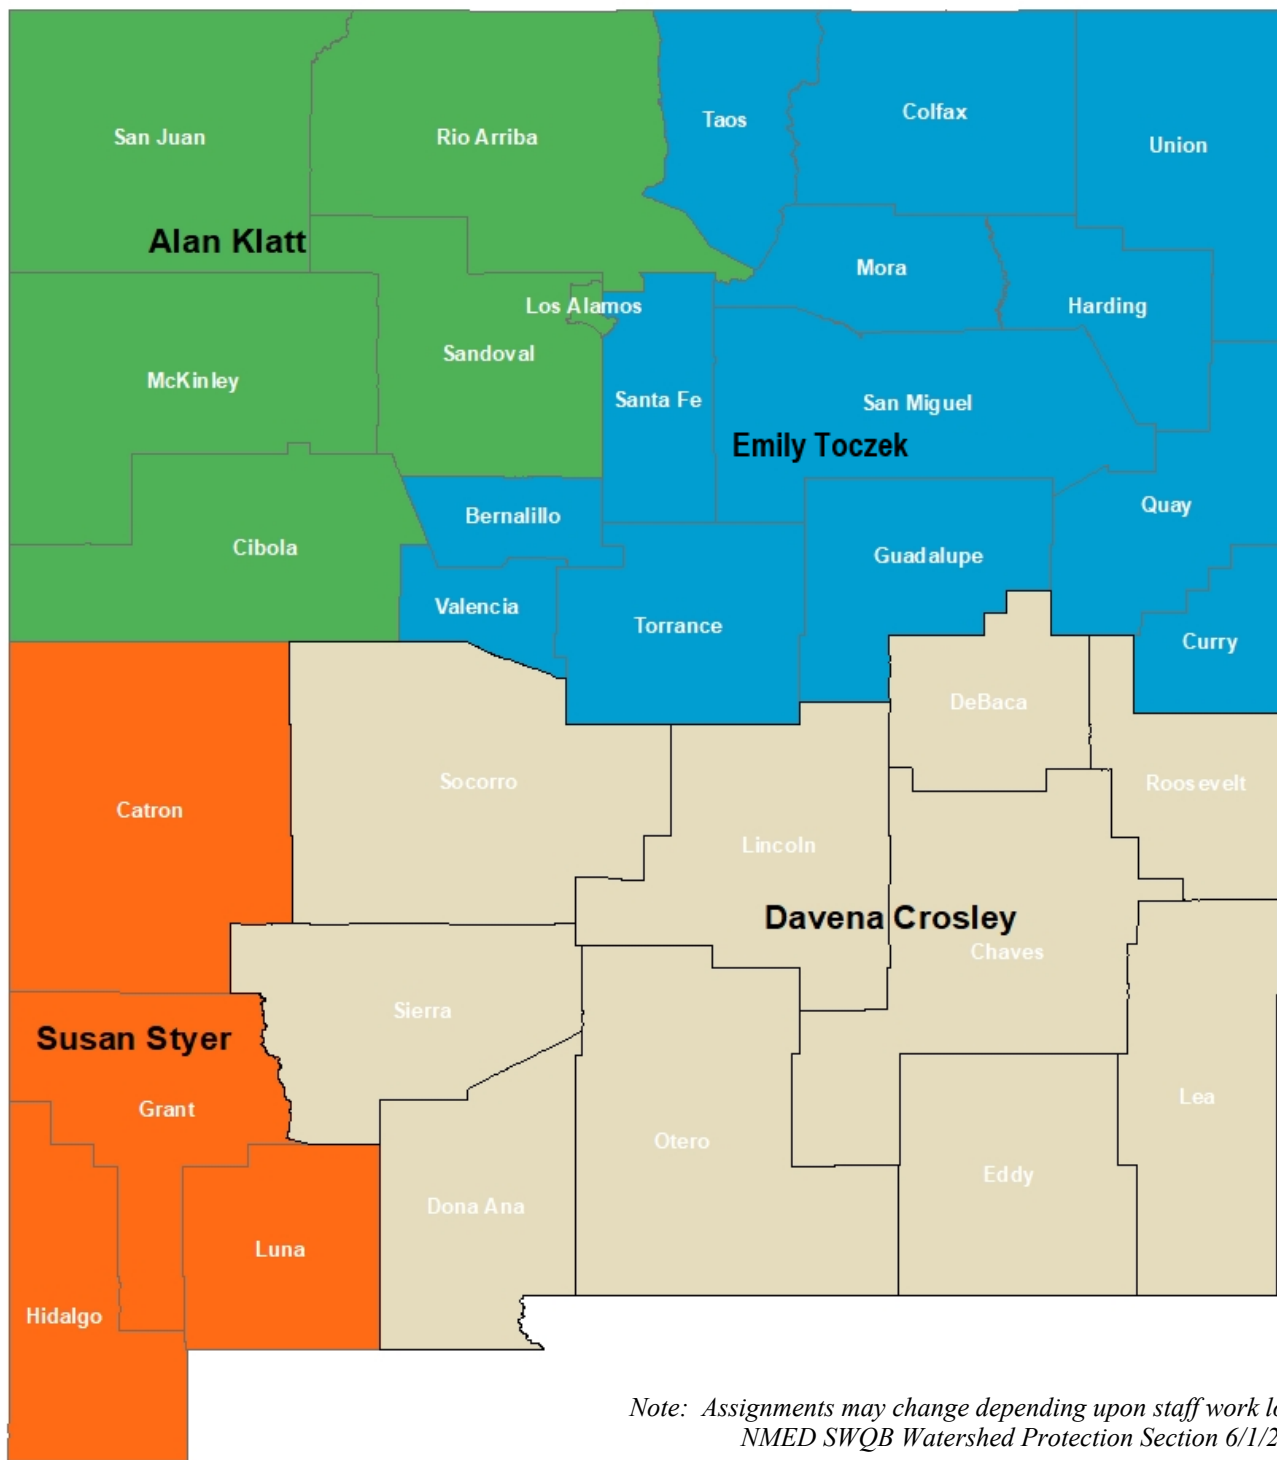 Taos
Colfax
San Juan
Rio Arriba
Union
Alan Klatt
Mora
Los Alamos
Harding
Sandoval
McKinley
Santa Fe
San Miguel
Emily Toczek
Bernalillo
Quay
Cibola
Guadalupe
Valencia
Torrance
Curry
DeBaca
Socorro
Roosevelt
Catron
Lincoln
Davena Crosley
Chaves
Sierra
Susan Styer
Lea
Grant
Otero
Eddy
Dona Ana
Luna
Hidalgo
Note: Assignments may change depending upon staff work
NMED SWQB Watershed Protection Section